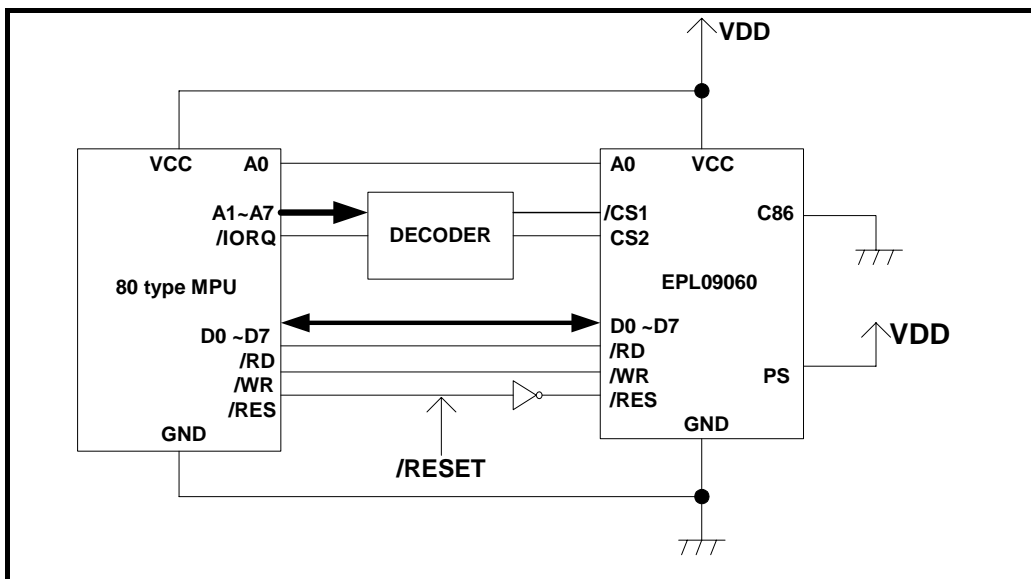 VDD
VCC
A0
A1~A7
/IORQ
80 type MPU
D0 ~D7
/RD
/WR
/RES
GND
DECODER
/RESET
A0
VCC
/CS1
CS2
C86
EPL09060
D0 ~D7
/RD
/WR
/RES
PS
GND
VDD